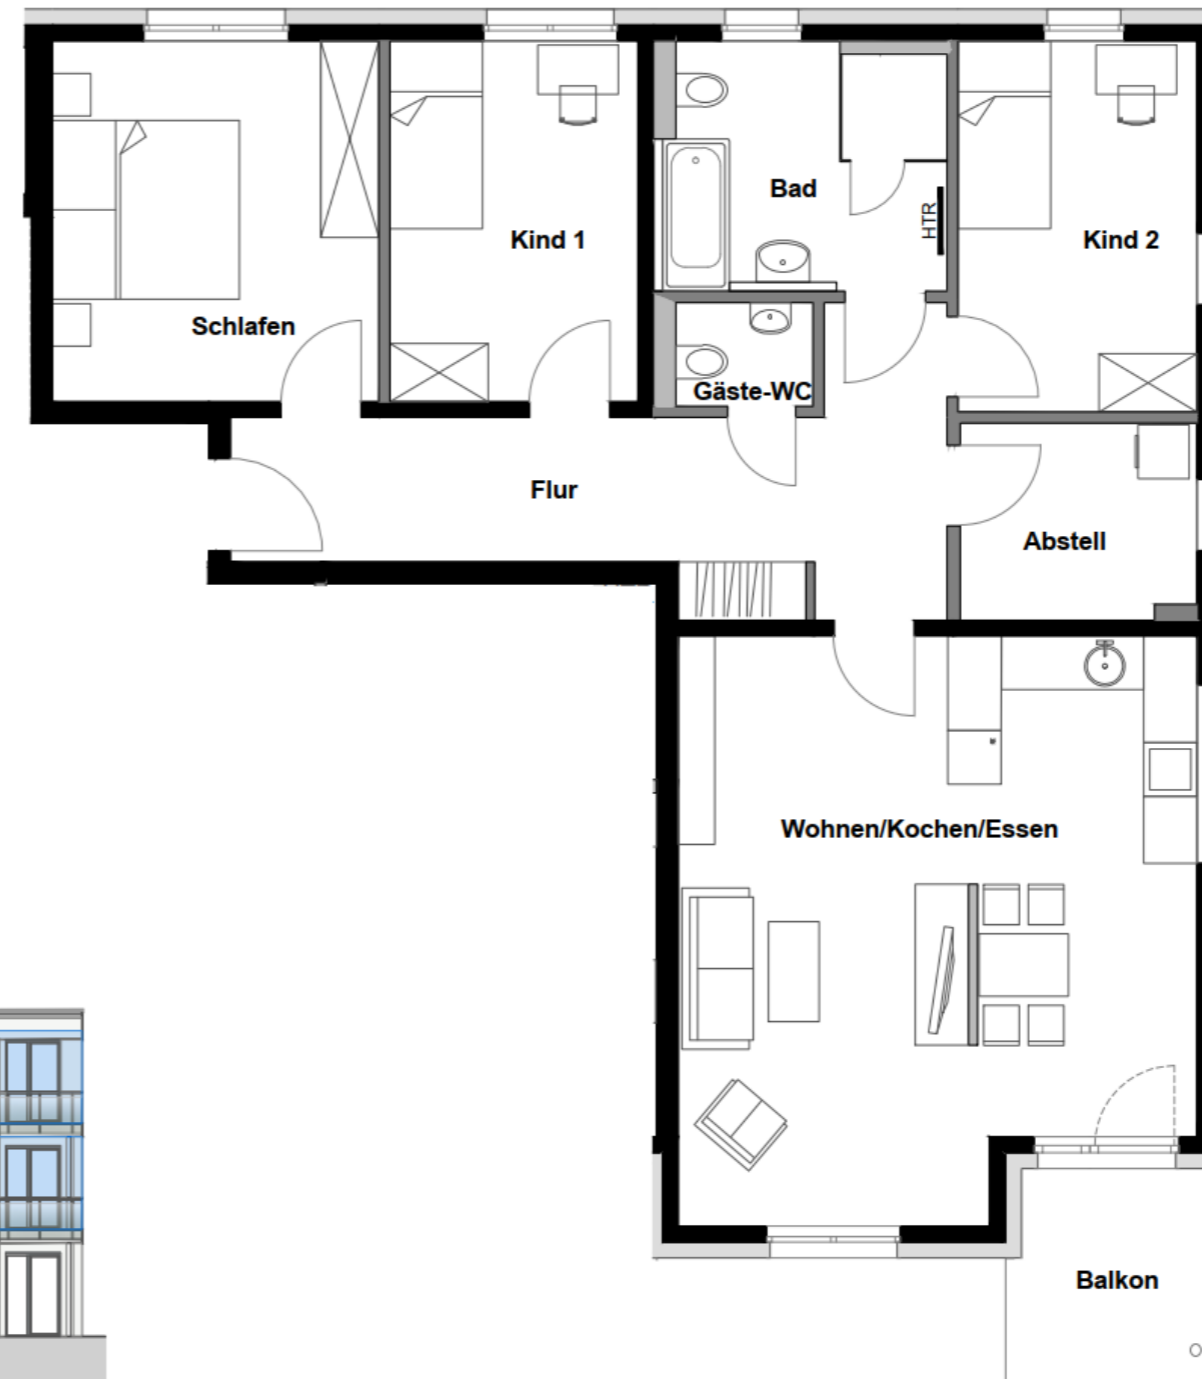 Bad
HTR
Kind 1
Kind 2
Schlafen
Gäste-WC
Flur
Abstell
Wohnen/Kochen/Essen
Balkon